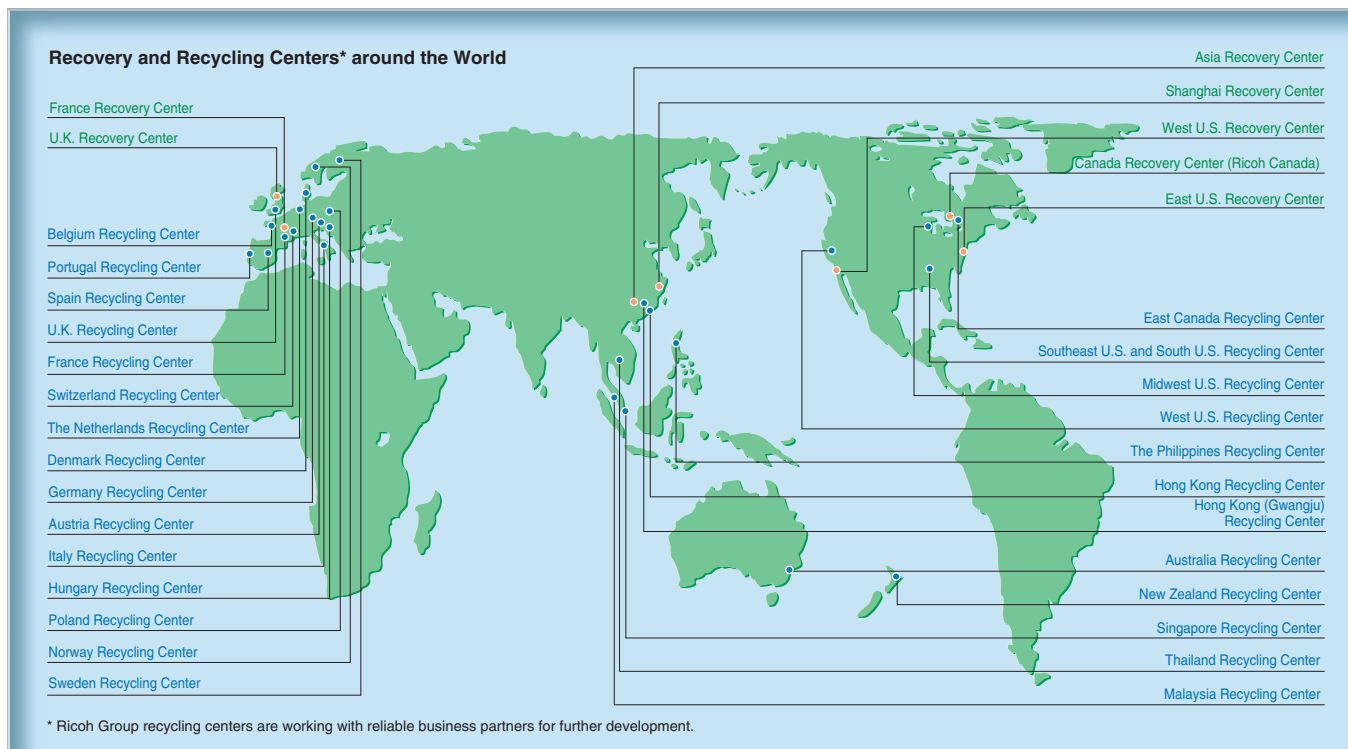 Recovery and Recycling Centers* around the World
France Recovery Center
U.K. Recovery Center
Belgium Recycling Center
Portugal Recycling Center
Spain Recycling Center
U.K. Recycling Center
France Recycling Center
Switzerland Recycling Center
The Netherlands Recycling Center
Denmark Recycling Center
Germany Recycling Center
Austria Recycling Center
Italy Recycling Center
Hungary Recycling Center
Poland Recycling Center
Norway Recycling Center
Sweden Recycling Center
Asia Recovery Center
Shanghai Recovery Center
West U.S. Recovery Center
Canada Recovery Center (Ricoh Canada)
East U.S. Recovery Center
East Canada Recycling Center
Southeast U.S. and South U.S. Recycling Center
Midwest U.S. Recycling Center
West U.S. Recycling Center
The Philippines Recycling Center
Hong Kong Recycling Center
Hong Kong (Gwangju)
Recycling Center
Australia Recycling Center
New Zealand Recycling Center
Singapore Recycling Center
Thailand Recycling Center
Malaysia Recycling Center
* Ricoh Group recycling centers are working with reliable business partners for further development.